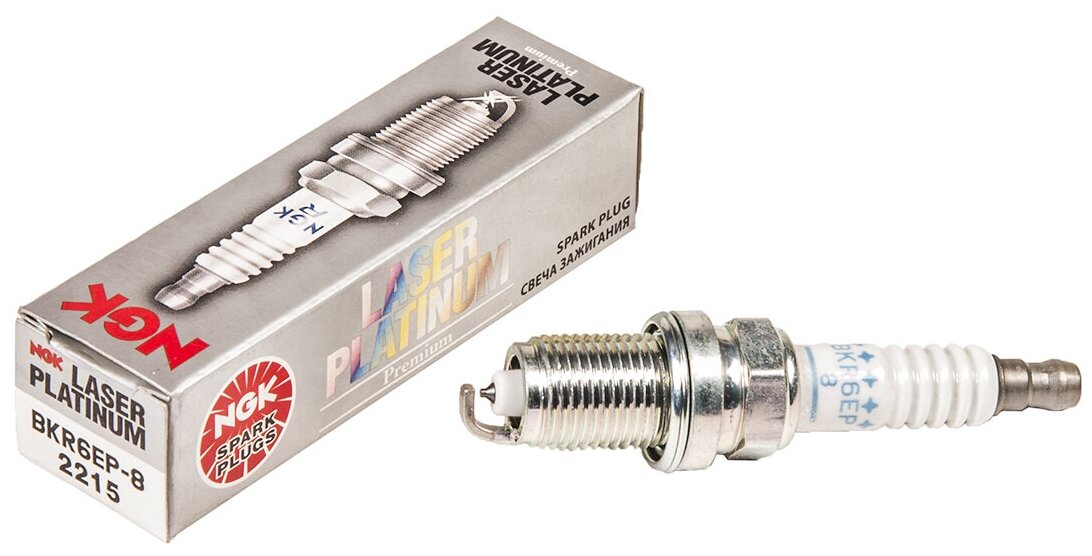 LASER
PLATINUM
Premium
NGK
R
NGK
LASER
PLATINUM
Premium
SPARK PLUG
СВЕЧА ЗАЖИГАНИЯ
NGK
SPARK
PLUGS
NGK LASER
PLATINUM
BKR6EP-8
2215
BKR6EP
8